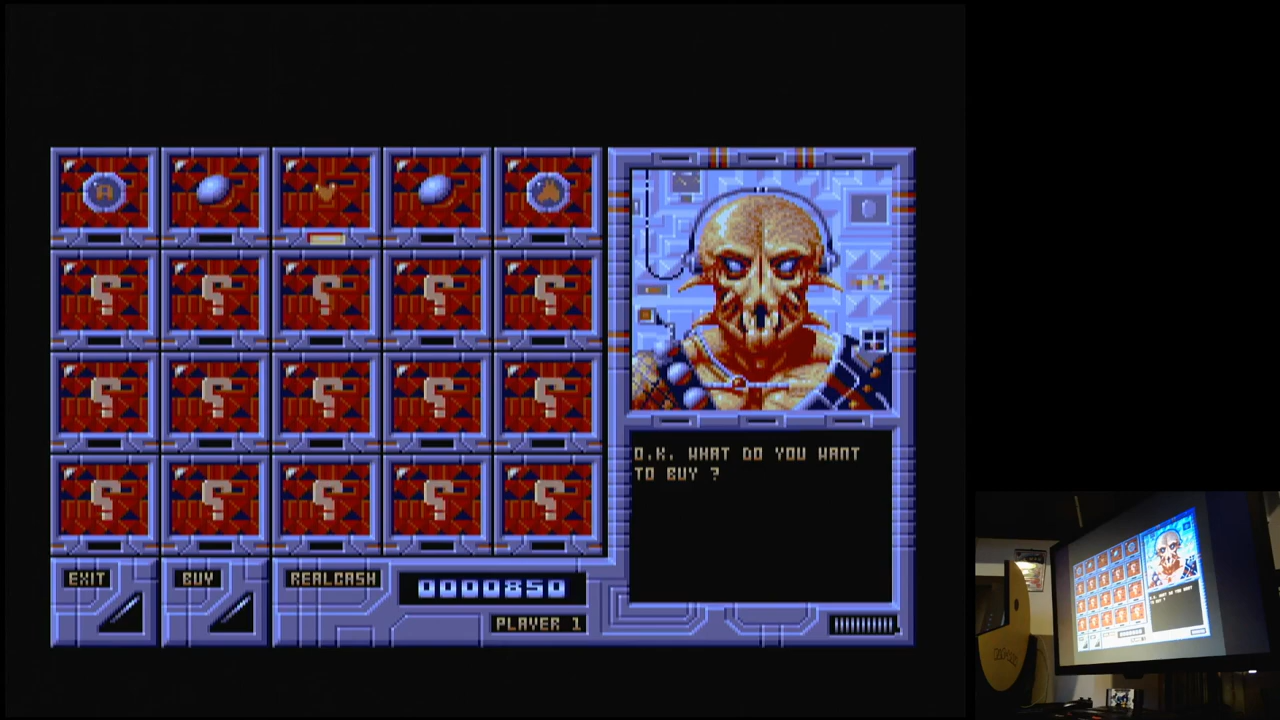 A
? ? ? ? ?
? ? ? ? ?
? ? ? ? ?
O.K. WHAT DO YOU WANT
TO BUY ?
EXIT
BUY
REALCASH
0000850
PLAYER 1